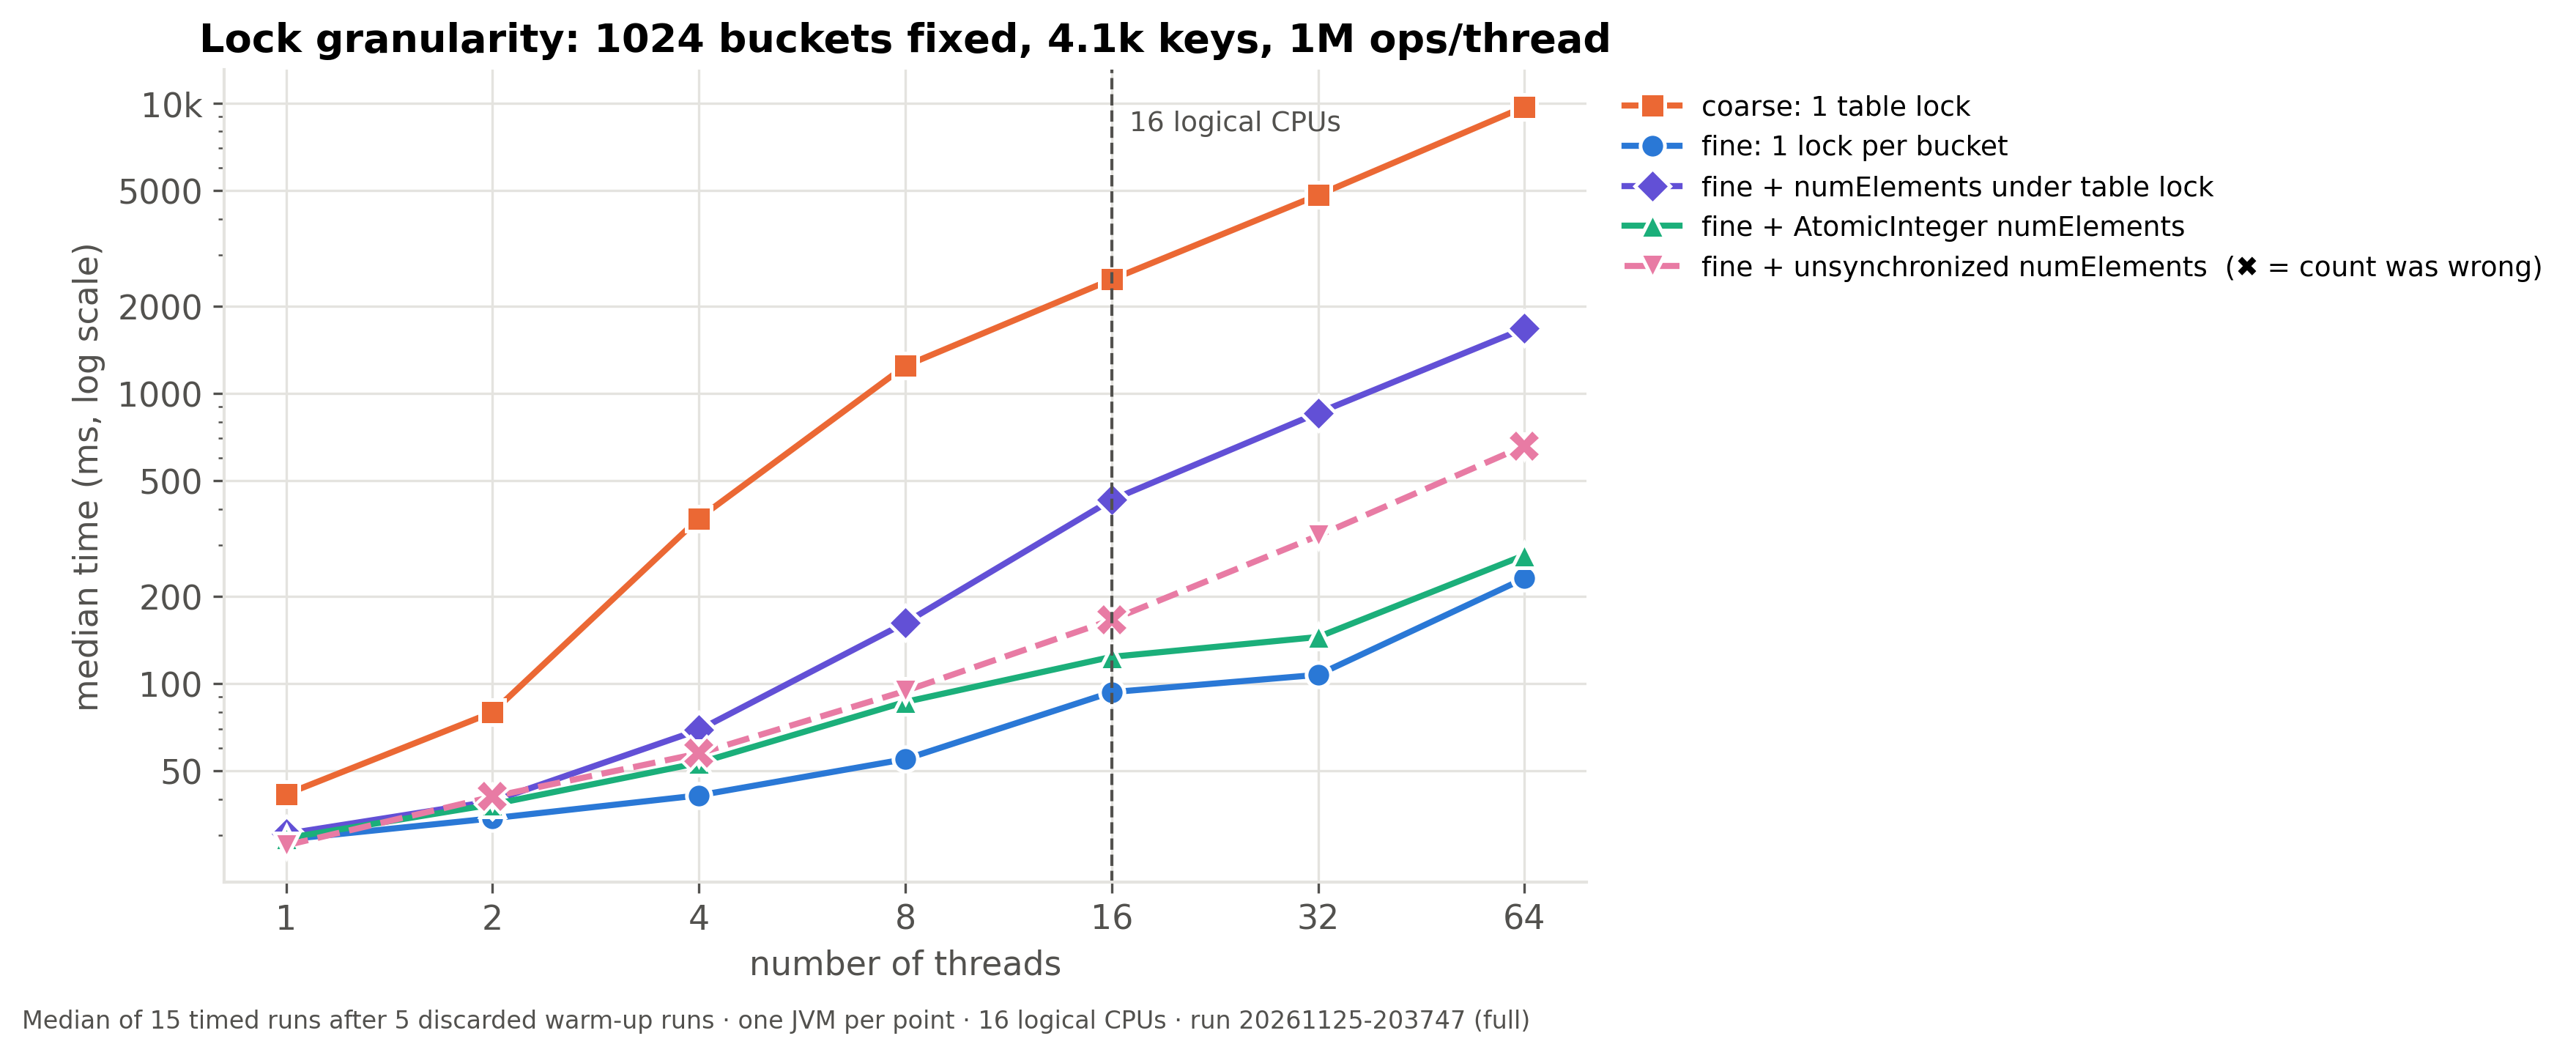 Lock granularity: 1024 buckets fixed, 4.1k keys, 1M ops/thread
10k
5000
2000
1000
500
200
100
50
median time (ms, log scale)
16 logical CPUs
1
2
4
8
16
32
64
number of threads
coarse: 1 table lock
fine: 1 lock per bucket
fine + numElements under table lock
fine + AtomicInteger numElements
fine + unsynchronized numElements (✖ = count was wrong)
Median of 15 timed runs after 5 discarded warm-up runs · one JVM per point · 16 logical CPUs · run 20261125-203747 (full)